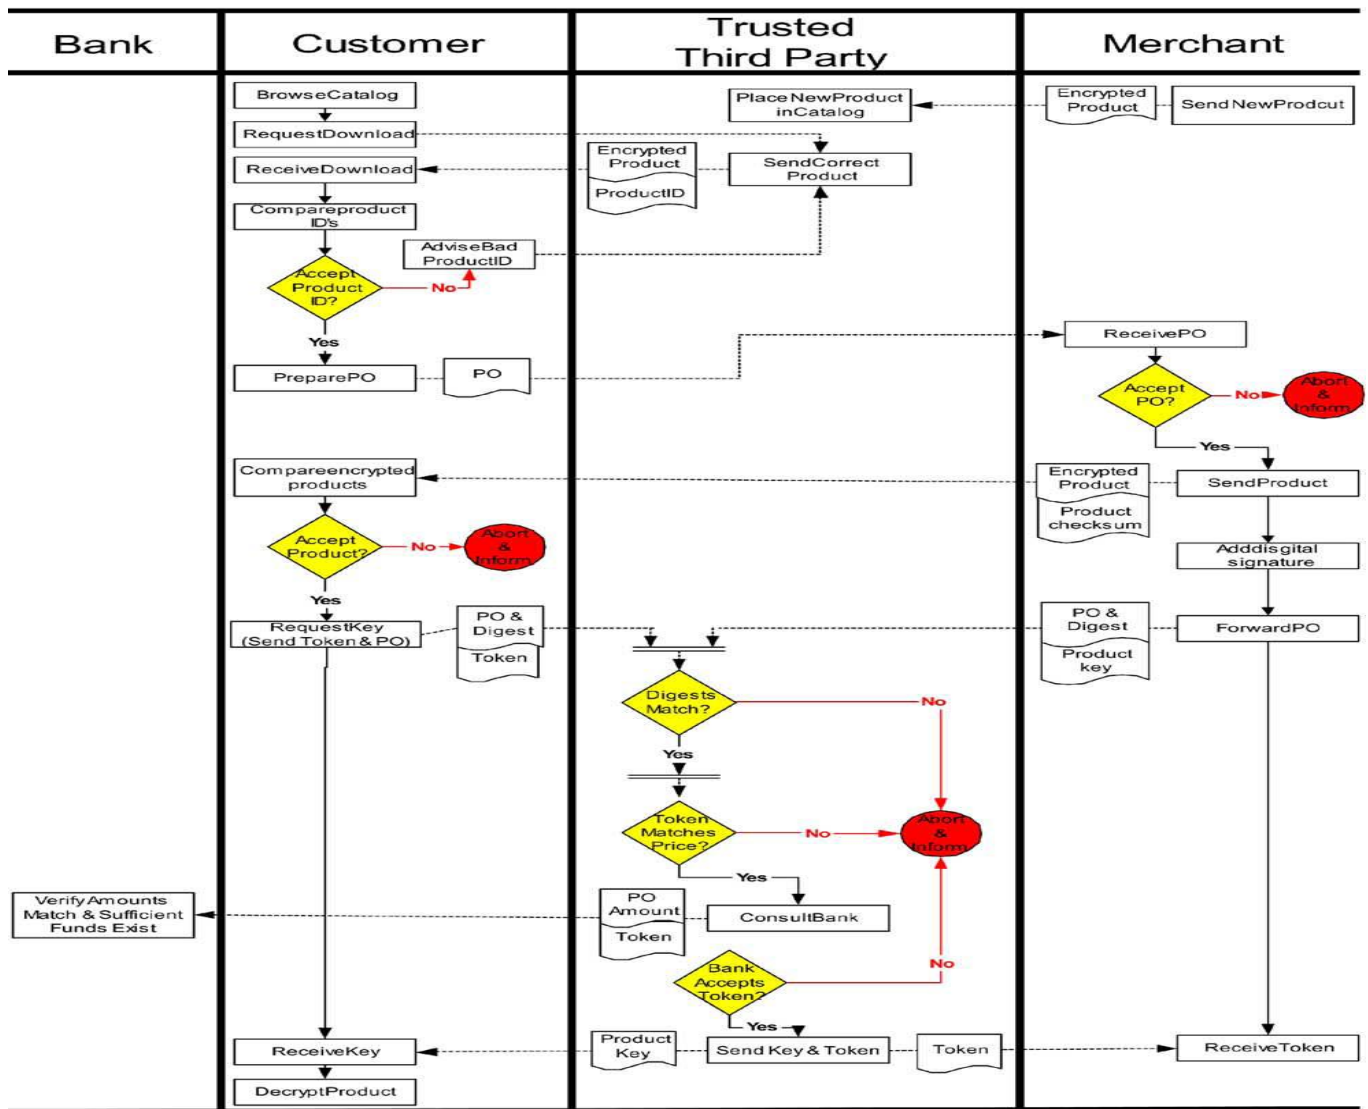 Bank
Customer
Trusted
Third Party
Merchant
BrowseCatalog
PlaceNewProduct
inCatalog
Encrypted
Product
SendNewProdcut
RequestDownload
ReceiveDownload
Encrypted
Product
ProductID
SendCorrect
Product
Compareproduct
ID's
AdviseBad
ProductID
Accept
Product
ID?
No
Yes
ReceivePO
PreparePO
PO
Accept
PO?
No
Abort
&
Inform
Yes
Compareencrypted
products
Encrypted
Product
Product
checksum
SendProduct
Accept
Product?
No
Abort
&
Inform
Adddisgital
signature
Yes
RequestKey
(Send Token & PO)
PO &
Digest
Token
PO &
Digest
Product
key
ForwardPO
Digests
Match?
No
Yes
Token
Matches
Price?
No
Abort
&
Inform
Yes
Verify Amounts
Match & Sufficient
Funds Exist
PO
Amount
Token
ConsultBank
Bank
Accepts
Token?
No
Yes
ReceiveKey
Product
Key
Send Key & Token
Token
ReceiveToken
DecryptProduct